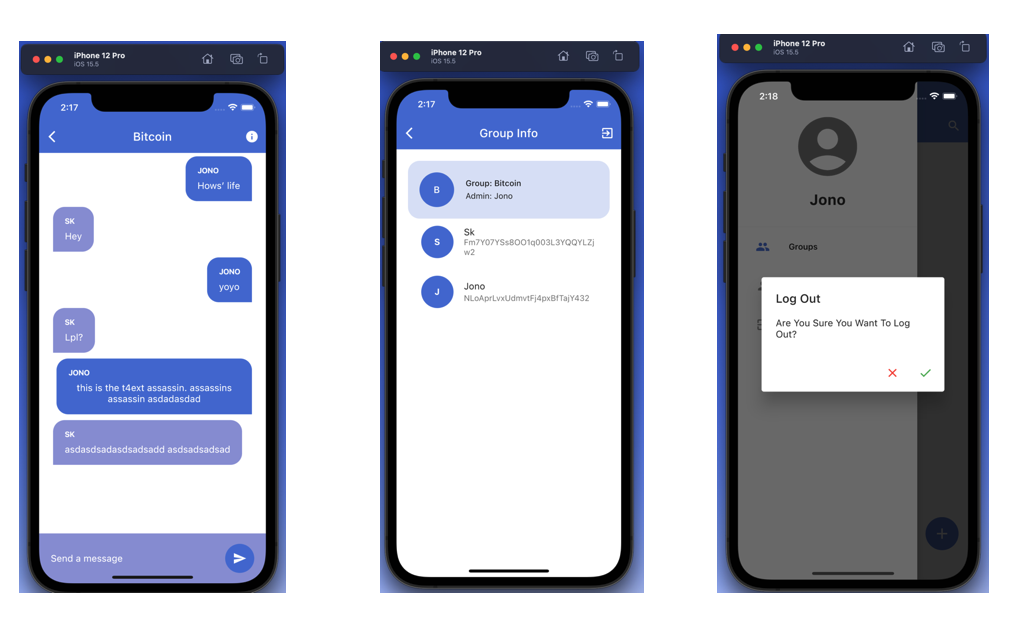 iPhone 12 Pro
iOS 15.5
2:17
Bitcoin
JONO
Hows' life
SK
Hey
JONO
yoyo
SK
Lpl?
JONO
this is the t4ext assassin. assassins
assassin asdadasdad
SK
asdasdsadasdsadsadd asdsadsadsad
Send a message
iPhone 12 Pro
iOS 15.5
2:17
Group Info
B
Group: Bitcoin
Admin: Jono
S
Sk
Fm7Y07YSs8OO1q003L3YQQYLZj
w2
J
Jono
NLoAprLvxUdmvtFj4pxBfTajY432
iPhone 12 Pro
iOS 15.5
2:18
Jono
Groups
Log Out
Are You Sure You Want To Log
Out?